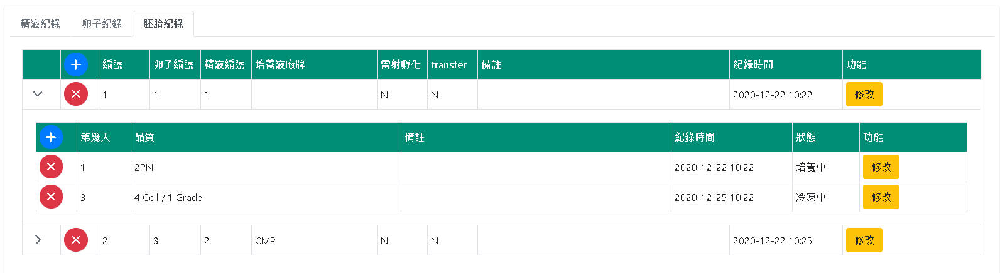 精液紀錄 卵子紀錄 胚胎紀錄
編號 卵子編號 精液編號 培養液廠牌 雷射孵化 transfer 備註 紀錄時間 功能
1 1 1 N N 2020-12-22 10:22 修改
第幾天 品質 備註 紀錄時間 狀態 功能
1 2PN 2020-12-22 10:22 培養中 修改
3 4 Cell / 1 Grade 2020-12-25 10:22 冷凍中 修改
2 3 2 CMP N N 2020-12-22 10:25 修改